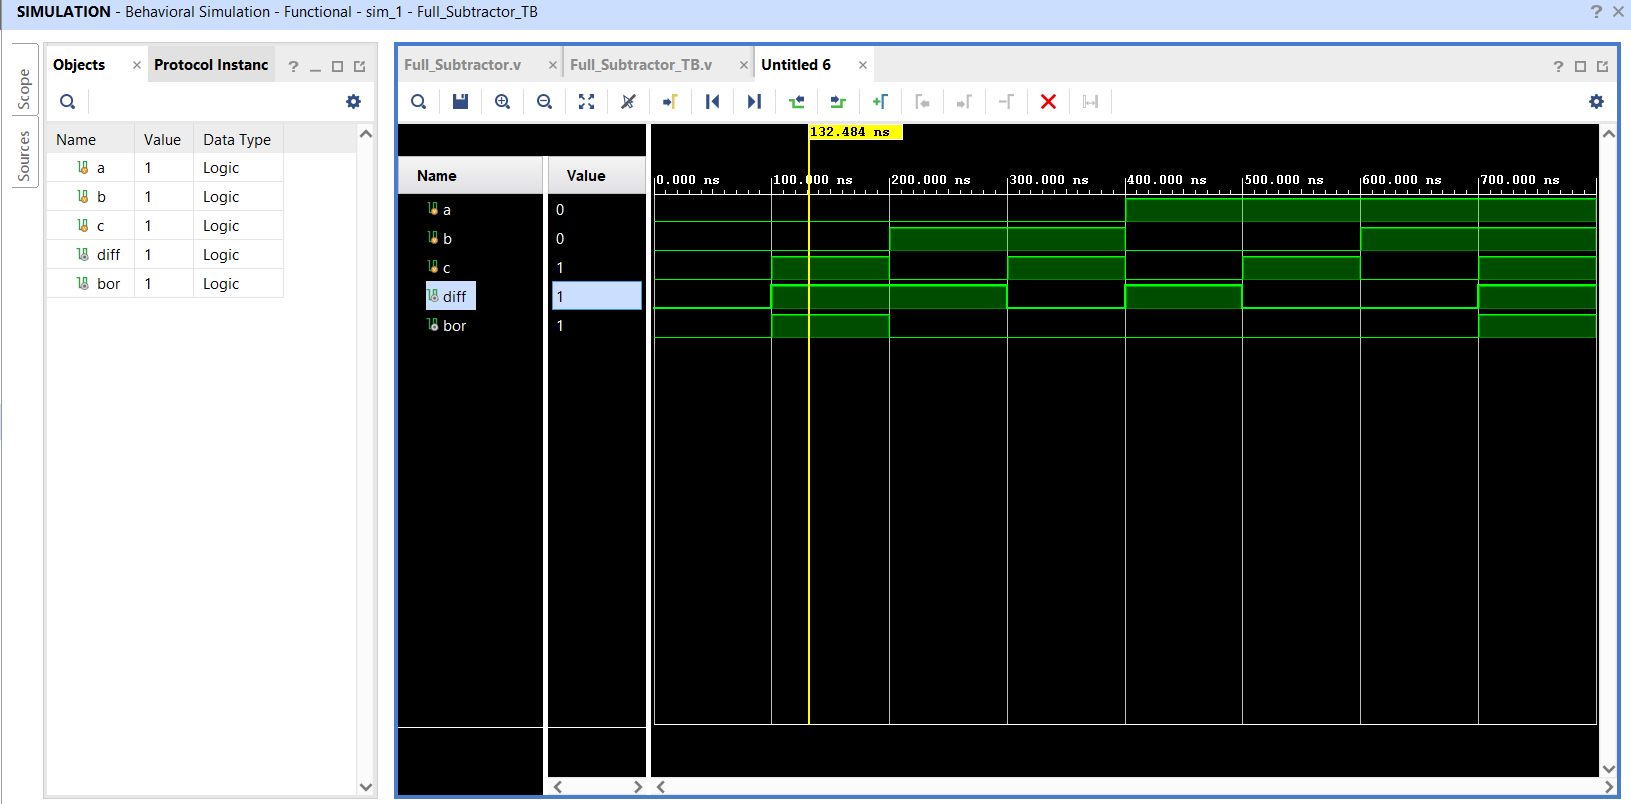 SIMULATION - Behavioral Simulation - Functional - sim_1 - Full_Subtractor_TB
Scope
Sources
Objects
Protocol Instanc
Name Value Data Type
a 1 Logic
b 1 Logic
c 1 Logic
diff 1 Logic
bor 1 Logic
Full_Subtractor.v
Full_Subtractor_TB.v
Untitled 6
132.484 ns
Name Value
0.000 ns 100.000 ns 200.000 ns 300.000 ns 400.000 ns 500.000 ns 600.000 ns 700.000 ns
a 0
b 0
c 1
diff 1
bor 1